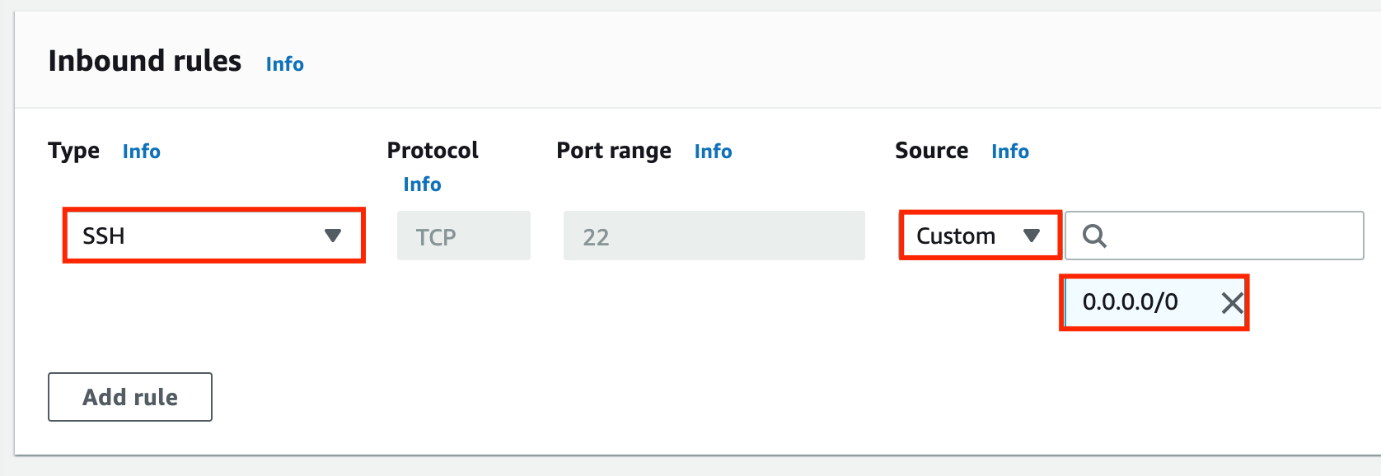 Inbound rules Info
Type Info Protocol Info Port range Info Source Info
SSH TCP 22 Custom
0.0.0.0/0
Add rule